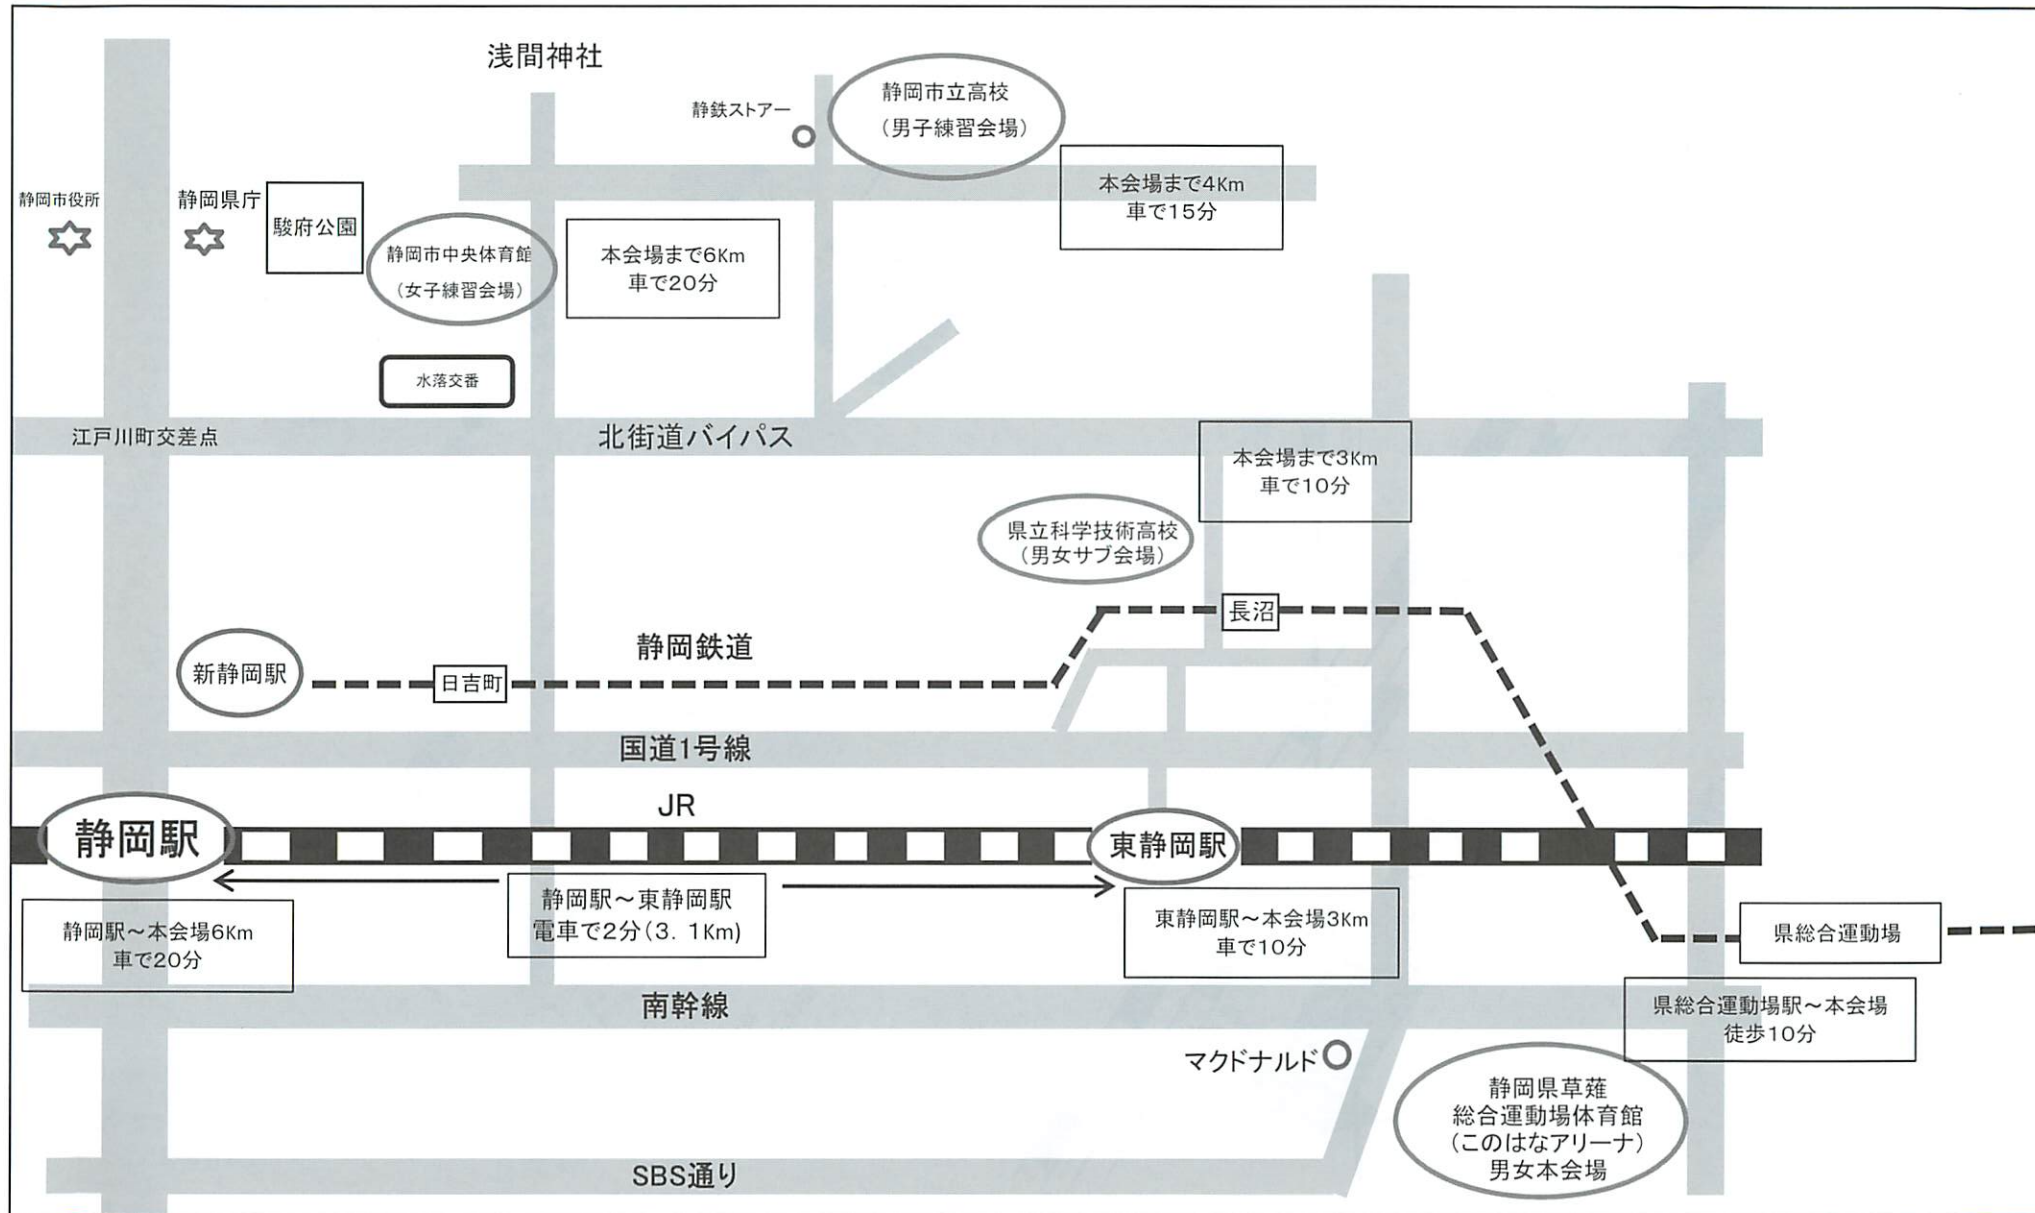 浅間神社
静鉄ストアー
静岡市立高校
(男子練習会場)
本会場まで4Km
車で15分
静岡市役所
静岡県庁
駿府公園
静岡市中央体育館
(女子練習会場)
本会場まで6Km
車で20分
水落交番
江戸川町交差点
北街道バイパス
本会場まで3Km
車で10分
県立科学技術高校
(男女サブ会場)
長沼
静岡鉄道
新静岡駅
日吉町
国道1号線
JR
静岡駅
東静岡駅
静岡駅～東静岡駅
電車で2分(3. 1Km)
静岡駅～本会場6Km
車で20分
東静岡駅～本会場3Km
車で10分
県総合運動場
南幹線
県総合運動場駅～本会場
徒歩10分
マクドナルド
静岡県草薙
総合運動場体育館
(このはなアリーナ)
男女本会場
SBS通り